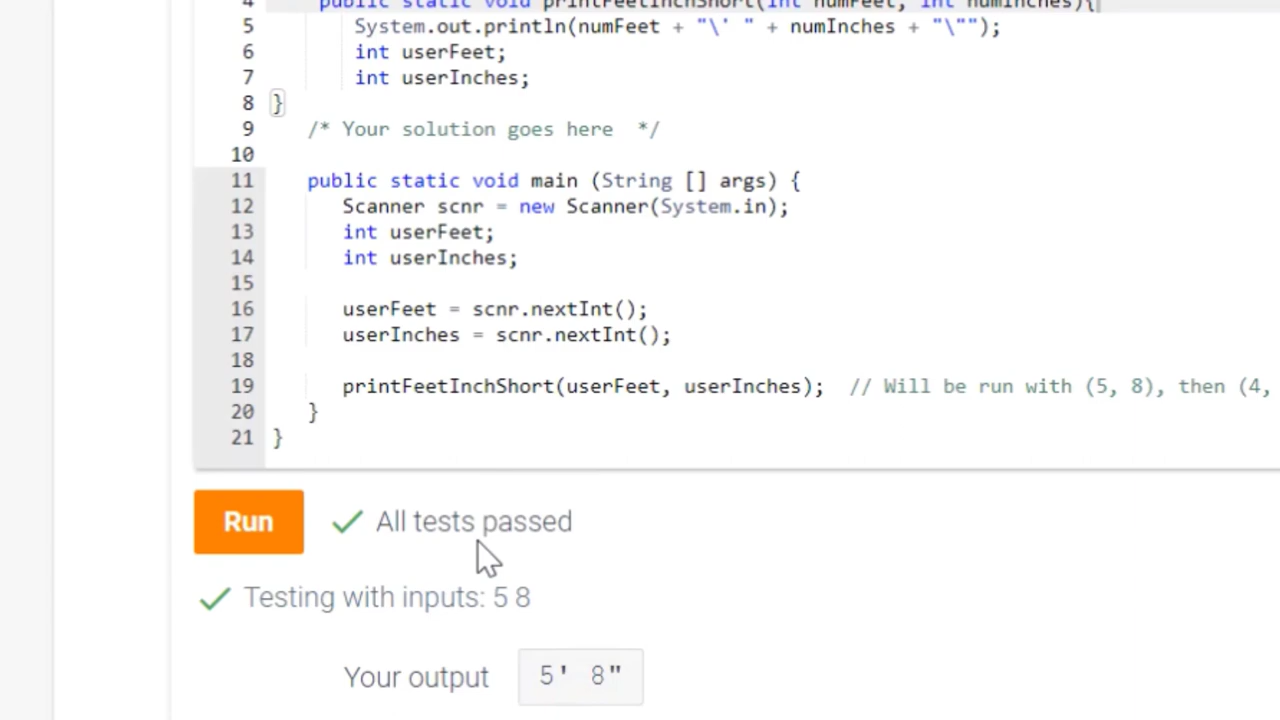 4 public static void printFeetInchShort(int numFeet, int numInches){
5 System.out.println(numFeet + "\' " + numInches + "\"");
6 int userFeet;
7 int userInches;
8 }
9 /* Your solution goes here */
10
11 public static void main (String [] args) {
12 Scanner scnr = new Scanner(System.in);
13 int userFeet;
14 int userInches;
15
16 userFeet = scnr.nextInt();
17 userInches = scnr.nextInt();
18
19 printFeetInchShort(userFeet, userInches); // Will be run with (5, 8), then (4,
20 }
21 }
Run All tests passed
Testing with inputs: 5 8
Your output 5' 8"